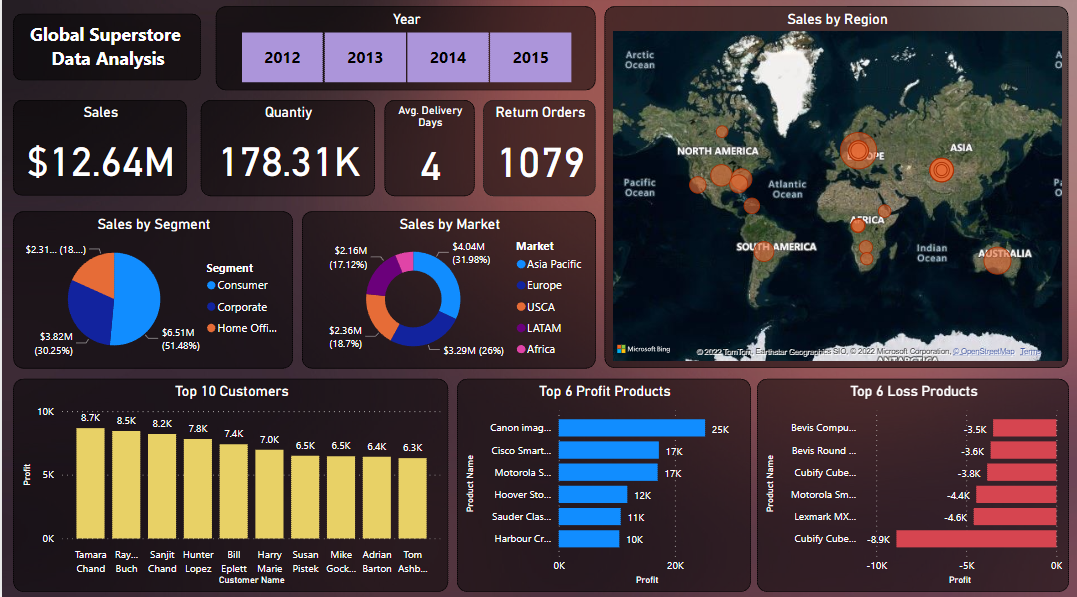 Global Superstore
Data Analysis
Year
2012
2013
2014
2015
Sales
$12.64M
Quantiy
178.31K
Avg. Delivery
Days
4
Return Orders
1079
Sales by Region
Arctic
Ocean
A
O
NORTH AMERICA
ASIA
Pacific
Ocean
Atlantic
Ocean
P
AFRICA
SOUTH AMERICA
Indian
Ocean
AUSTRALIA
Microsoft Bing
© 2022 TomTom, Earthstar Geographics SIO, © 2022 Microsoft Corporation, © OpenStreetMap Terms
ANTARCTICA
Sales by Segment
$2.31... (18....)
$3.82M
(30.25%)
$6.51M
(51.48%)
Segment
Consumer
Corporate
Home Offi...
Sales by Market
$2.16M
(17.12%)
$4.04M
(31.98%)
$2.36M
(18.7%)
$3.29M (26%)
Market
Asia Pacific
Europe
USCA
LATAM
Africa
Top 10 Customers
Profit
10K
5K
0K
8.7K
8.5K
8.2K
7.8K
7.4K
7.0K
6.5K
6.5K
6.4K
6.3K
Tamara
Chand
Ray...
Buch
Sanjit
Chand
Hunter
Lopez
Bill
Eplett
Harry
Marie
Susan
Pistek
Mike
Gock...
Adrian
Barton
Tom
Ashb...
Customer Name
Top 6 Profit Products
Product Name
Canon imag...
25K
Cisco Smart...
17K
Motorola S...
17K
Hoover Sto...
12K
Sauder Clas...
11K
Harbour Cr...
10K
0K
20K
Profit
Top 6 Loss Products
Product Name
Bevis Compu...
-3.5K
Bevis Round ...
-3.6K
Cubify Cube...
-3.8K
Motorola Sm...
-4.4K
Lexmark MX...
-4.6K
Cubify Cube...
-8.9K
-10K
-5K
0K
Profit